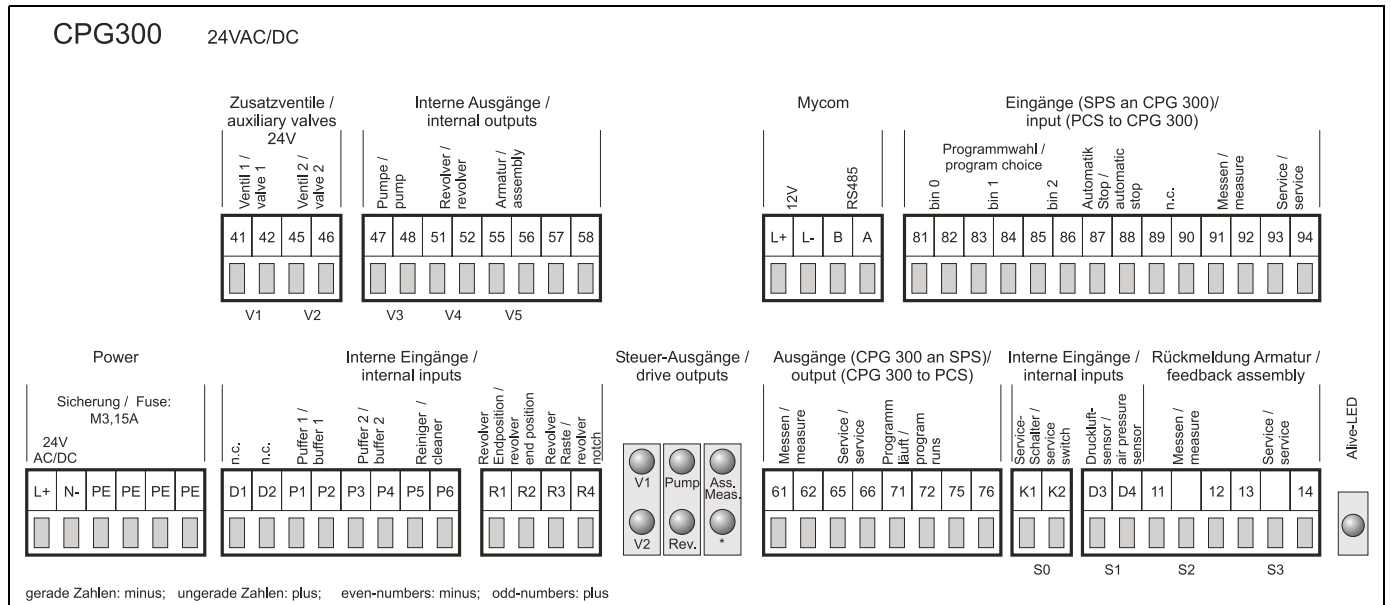 CPG300 24VAC/DC
Zusatzventile /
auxiliary valves
24V
Ventil 1 /
valve 1
Ventil 2 /
valve 2
41 42 45 46
V1 V2
Interne Ausgänge /
internal outputs
Pumpe /
pump
Revolver /
revolver
Armatur /
assembly
47 48 51 52 55 56 57 58
V3 V4 V5
Mycom
12V
RS485
L+ L- B A
Eingänge (SPS an CPG 300)/
input (PCS to CPG 300)
Programmwahl /
program choice
bin 0
bin 1
bin 2
Automatik
Stop /
automatic
stop
n.c.
Messen /
measure
Service /
service
81 82 83 84 85 86 87 88 89 90 91 92 93 94
Power
Sicherung / Fuse:
M3,15A
24V
AC/DC
L+ N- PE PE PE PE
Interne Eingänge /
internal inputs
n.c.
n.c.
Puffer 1 /
buffer 1
Puffer 2 /
buffer 2
Reiniger /
cleaner
Revolver
Endposition /
revolver
end position
Revolver
Raste /
revolver
notch
D1 D2 P1 P2 P3 P4 P5 P6
R1 R2 R3 R4
Steuer-Ausgänge /
drive outputs
V1 Pump Ass.
Meas.
V2 Rev. *
Ausgänge (CPG 300 an SPS)/
output (CPG 300 to PCS)
Messen /
measure
Service /
service
Programm
läuft /
program
runs
61 62 65 66 71 72 75 76
Interne Eingänge /
internal inputs
Service-
Schalter /
service
switch
Druckluft-
sensor /
air pressure
sensor
K1 K2
D3 D4 11 12 13 14
Rückmeldung Armatur /
feedback assembly
Messen /
measure
Service /
service
S0 S1 S2 S3
Alive-LED
gerade Zahlen: minus; ungerade Zahlen: plus; even-numbers: minus; odd-numbers: plus